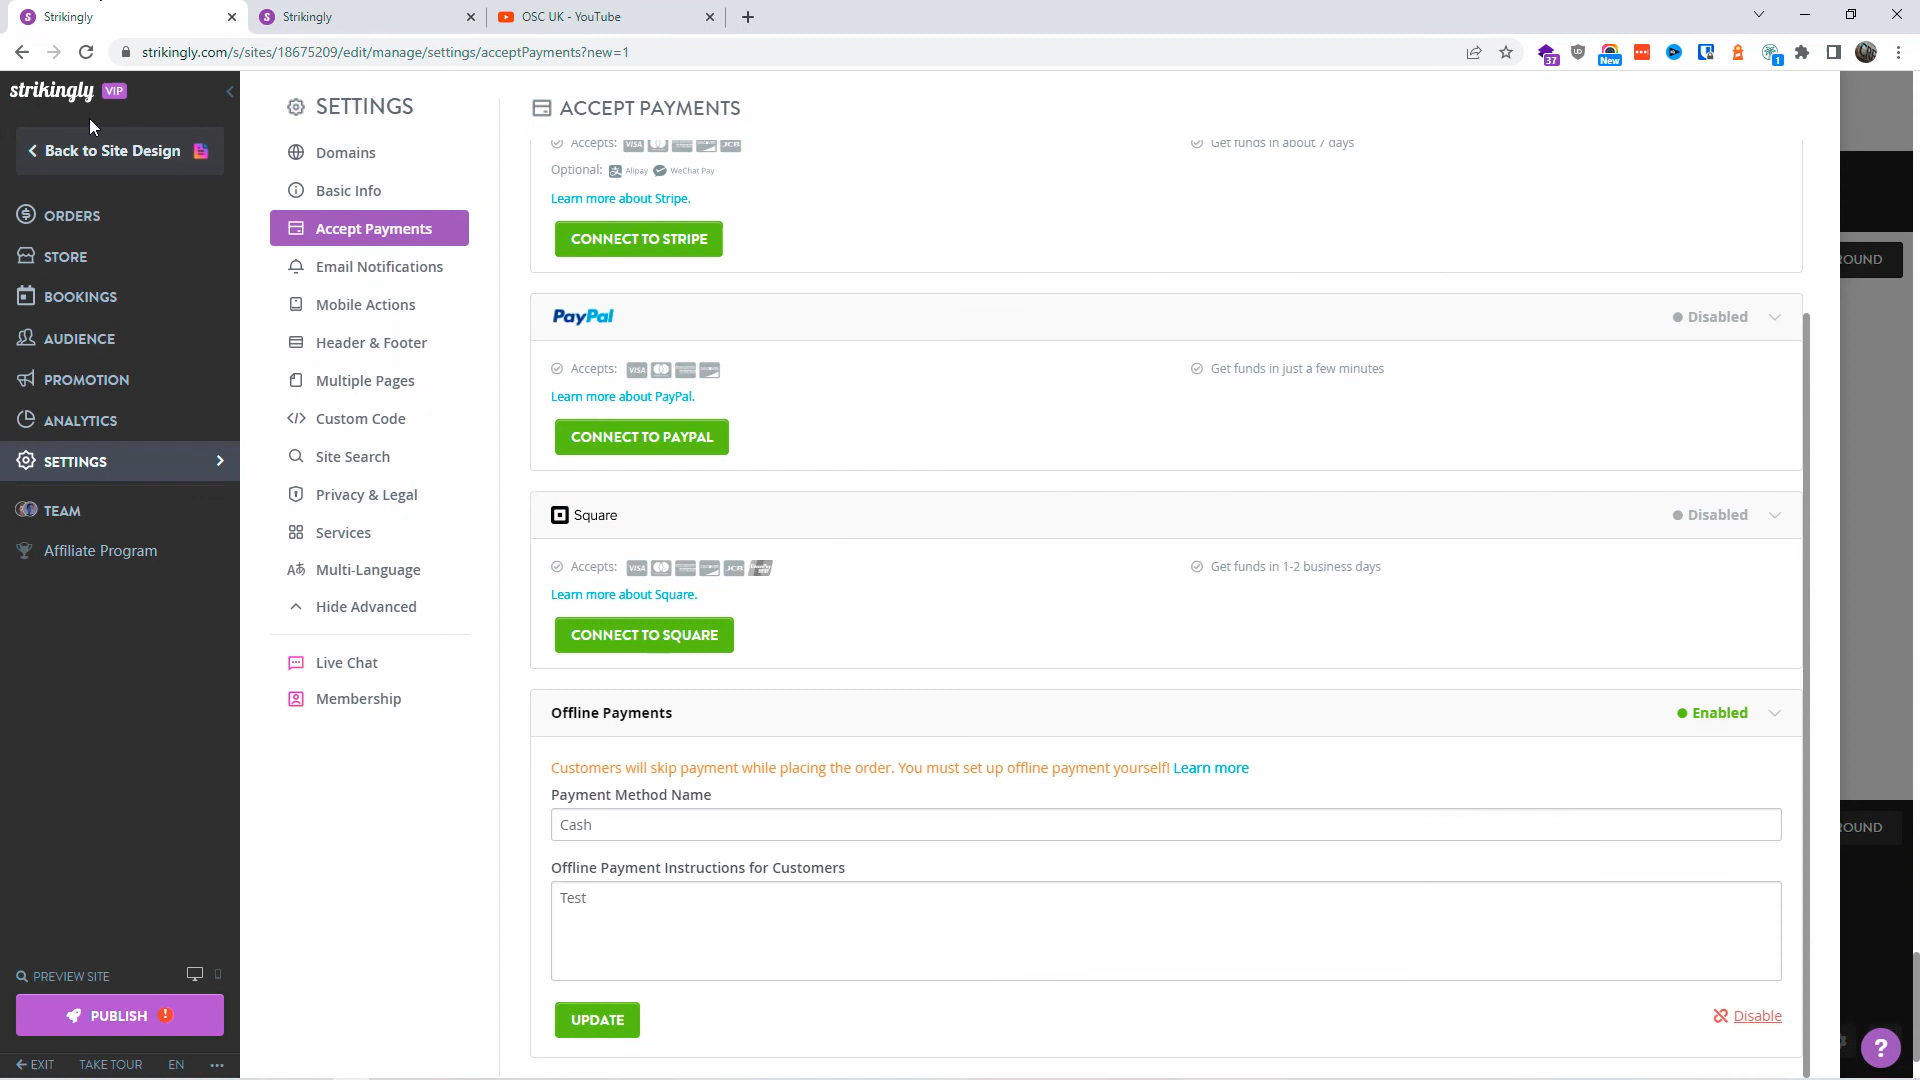 Strikingly
Strikingly
OSC UK - YouTube
strikingly.com/s/sites/18675209/edit/manage/settings/acceptPayments?new=1
37
New
1
strikingly VIP
Back to Site Design
ORDERS
STORE
BOOKINGS
AUDIENCE
PROMOTION
ANALYTICS
SETTINGS
TEAM
Affiliate Program
PREVIEW SITE
PUBLISH !
EXIT TAKE TOUR EN ...
SETTINGS
Domains
Basic Info
Accept Payments
Email Notifications
Mobile Actions
Header & Footer
Multiple Pages
Custom Code
Site Search
Privacy & Legal
Services
Multi-Language
Hide Advanced
Live Chat
Membership
ACCEPT PAYMENTS
Accepts: VISA JCB
Get funds in about 7 days
Optional: Alipay WeChat Pay
Learn more about Stripe.
CONNECT TO STRIPE
PayPal
Disabled
Accepts: VISA
Get funds in just a few minutes
Learn more about PayPal.
CONNECT TO PAYPAL
Square
Disabled
Accepts: VISA JCB
Get funds in 1-2 business days
Learn more about Square.
CONNECT TO SQUARE
Offline Payments
Enabled
Customers will skip payment while placing the order. You must set up offline payment yourself! Learn more
Payment Method Name
Cash
Offline Payment Instructions for Customers
Test
UPDATE
Disable
OUND
OUND
?